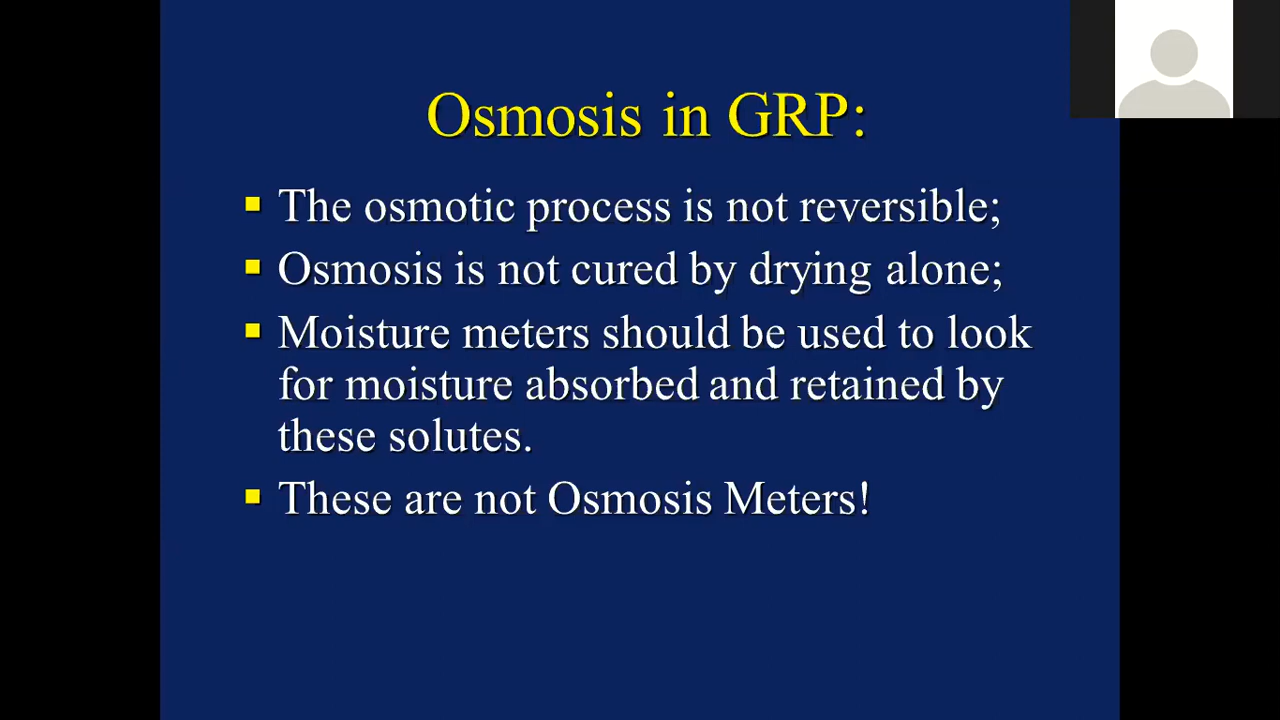 Osmosis in GRP:
The osmotic process is not reversible;
Osmosis is not cured by drying alone;
Moisture meters should be used to look
for moisture absorbed and retained by
these solutes.
These are not Osmosis Meters!